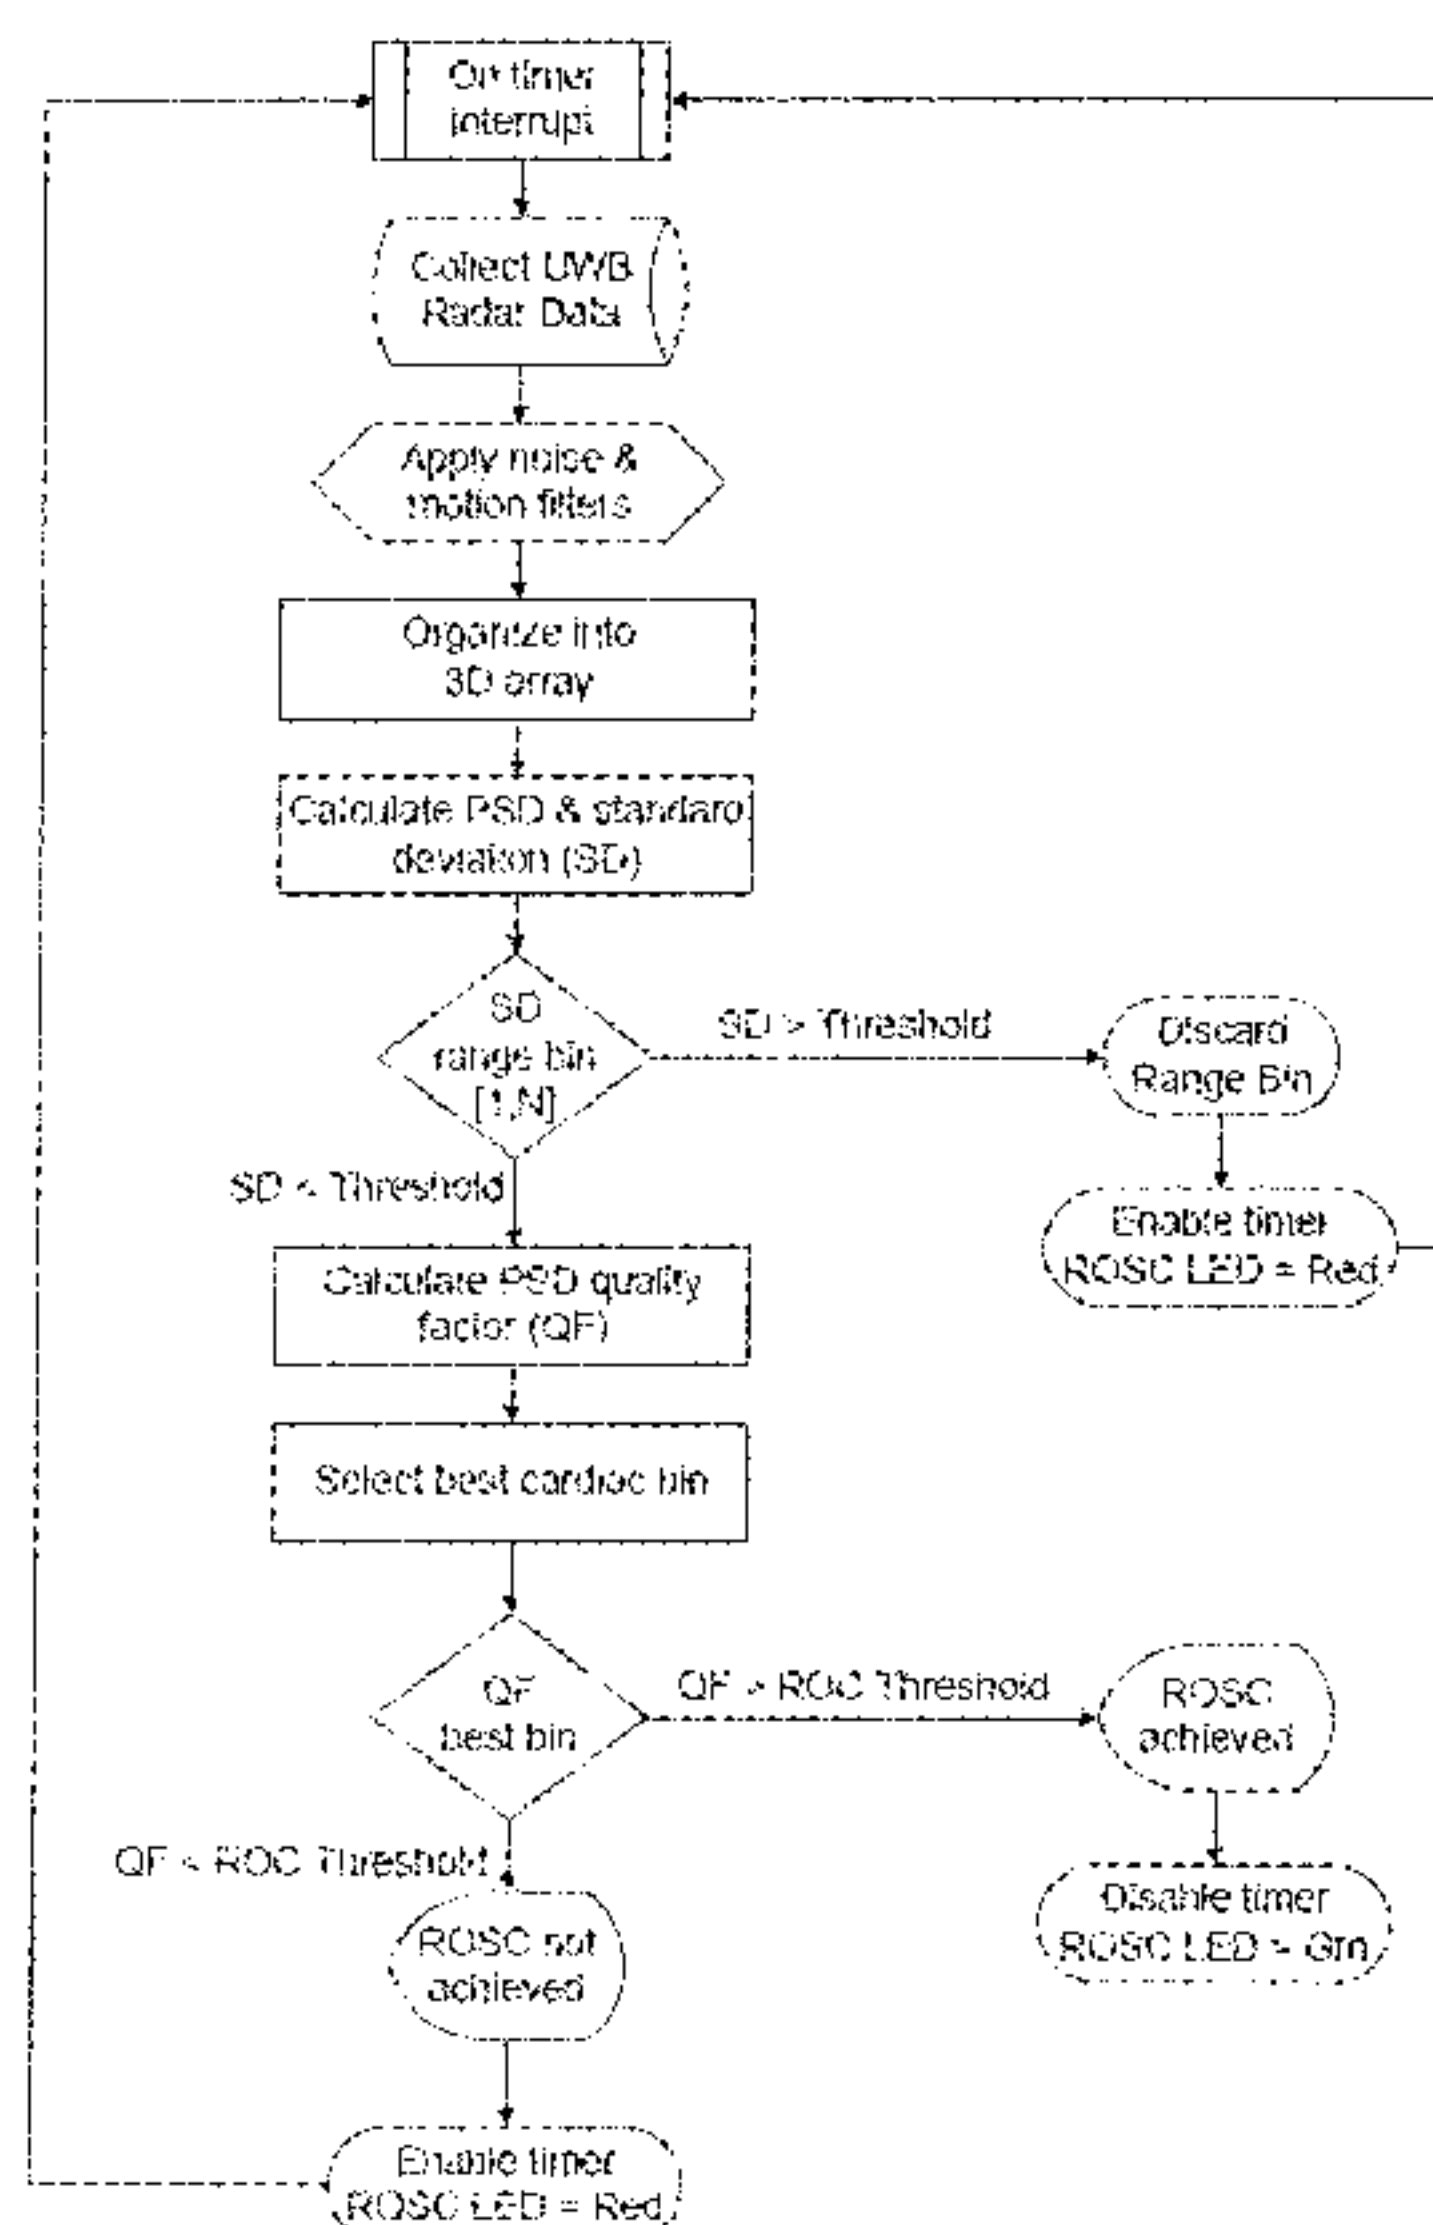 On timer
interrupt
Collect UWB
Radar Data
Apply noise &
motion filters
Organize into
3D array
Calculate PSD & standard
deviation (SD)
SD
range bin
[1,N]
SD > Threshold
Discard
Range Bin
SD < Threshold
Enable timer
ROSC LED = Red
Calculate PSD quality
factor (QF)
Select best cardiac bin
QF
best bin
QF > ROC Threshold
ROSC
achieved
QF < ROC Threshold
Disable timer
ROSC LED = Grn
ROSC not
achieved
Enable timer
ROSC LED = Red